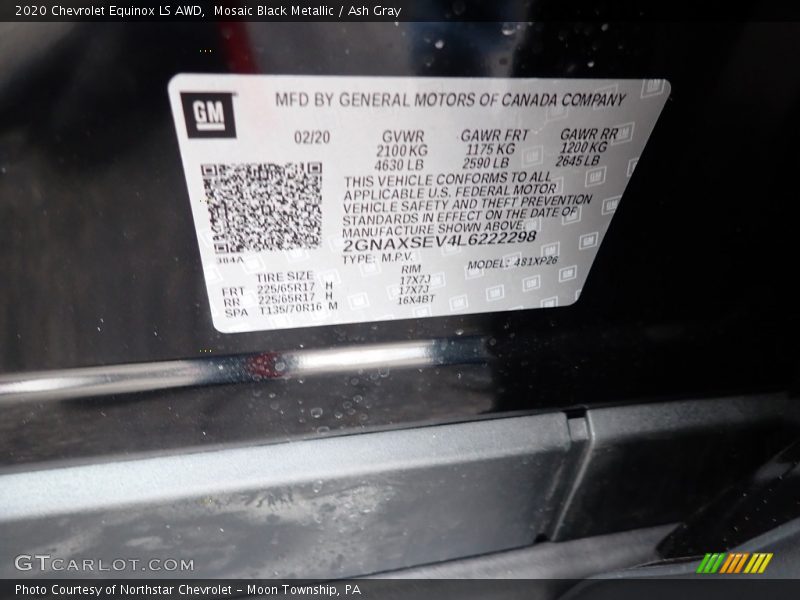 2020 Chevrolet Equinox LS AWD,  Mosaic Black Metallic / Ash Gray
GM
MFD BY GENERAL MOTORS OF CANADA COMPANY
02/20 GVWR GAWR FRT GAWR RR
2100 KG 1175 KG 1200 KG
4630 LB 2590 LB 2645 LB
THIS VEHICLE CONFORMS TO ALL
APPLICABLE U.S. FEDERAL MOTOR
VEHICLE SAFETY AND THEFT PREVENTION
STANDARDS IN EFFECT ON THE DATE OF
MANUFACTURE SHOWN ABOVE.
2GNAXSEV4L6222298
TYPE: M.P.V. MODEL: 481XP26
TIRE SIZE RIM
FRT 225/65R17 H 17X7J
RR 225/65R17 H 17X7J
SPA T135/70R16 M 16X4BT
GTCARLOT.COM
Photo Courtesy of Northstar Chevrolet - Moon Township, PA